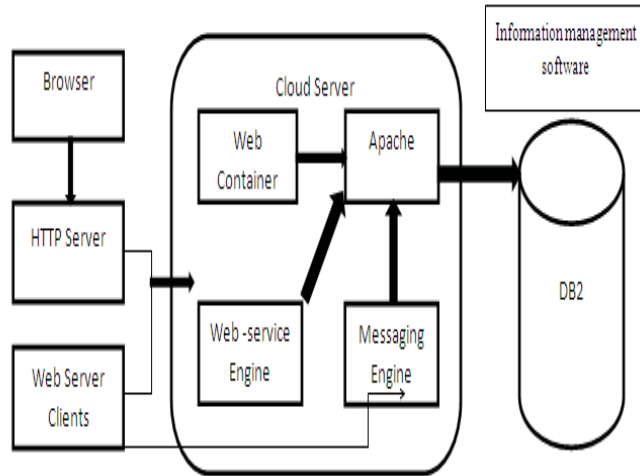 Information management
software
Browser
Cloud Server
Web
Container
Apache
HTTP Server
DB2
Web -service
Engine
Messaging
Engine
Web Server
Clients